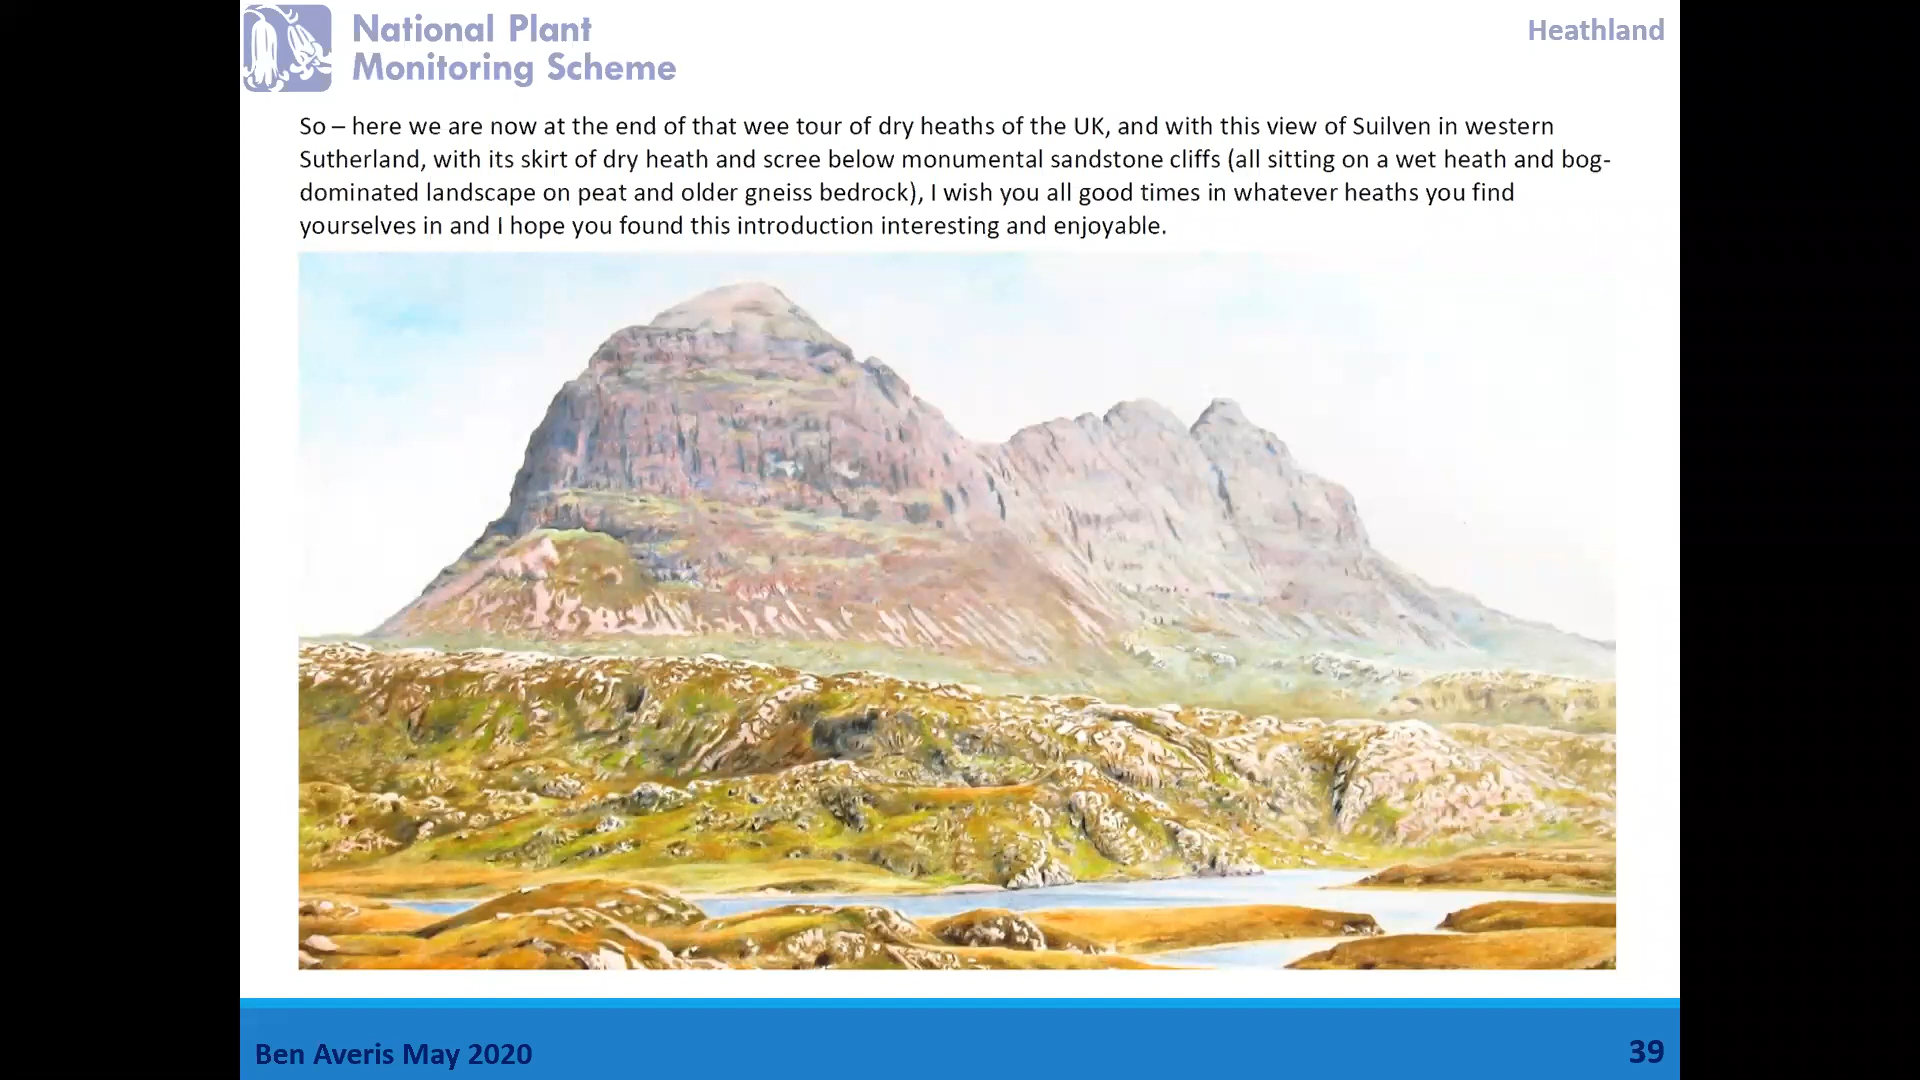 National Plant
Monitoring Scheme
Heathland
So – here we are now at the end of that wee tour of dry heaths of the UK, and with this view of Suilven in western
Sutherland, with its skirt of dry heath and scree below monumental sandstone cliffs (all sitting on a wet heath and bog-
dominated landscape on peat and older gneiss bedrock), I wish you all good times in whatever heaths you find
yourselves in and I hope you found this introduction interesting and enjoyable.
Ben Averis May 2020
39